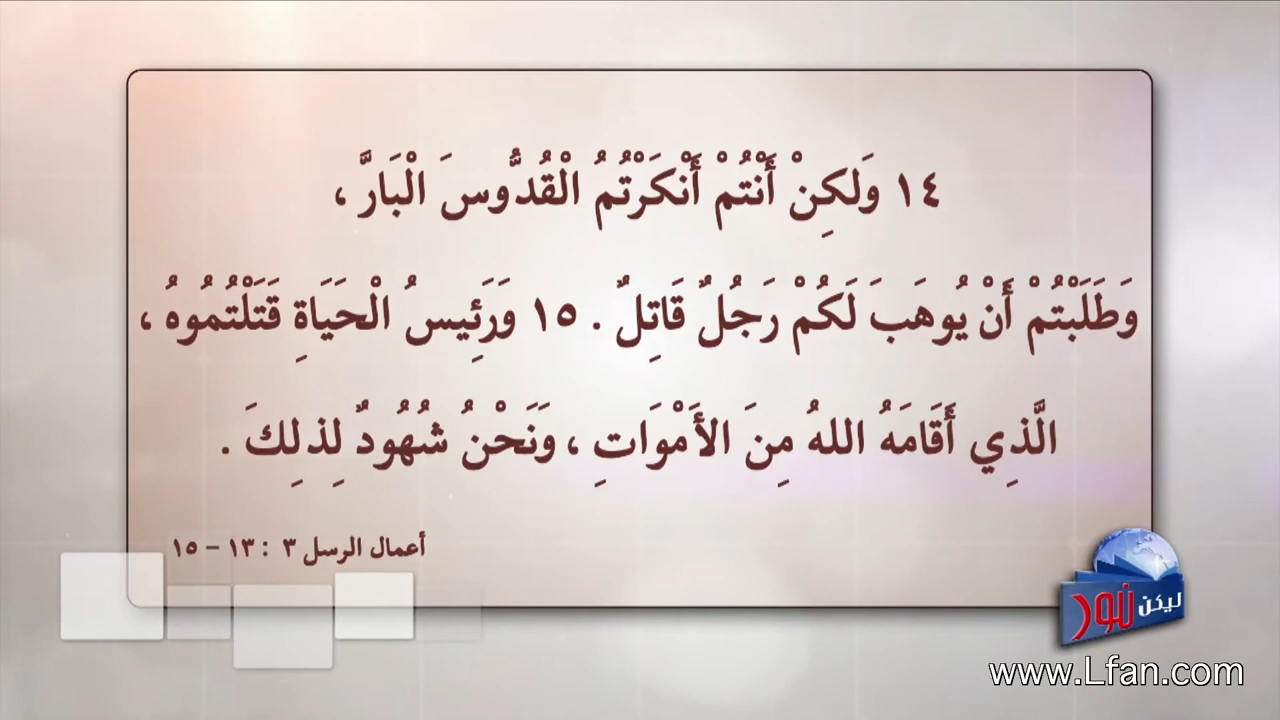 ١٤ وَلَكِنْ أَنْتُمْ أَنْكَرْتُمُ الْقُدُّوسَ الْبَارَّ ،
وَطَلَبْتُمْ أَنْ يُوهَبَ لَكُمْ رَجُلٌ قَاتِلٌ . ١٥ وَرَئِيسُ الْحَيَاةِ قَتَلْتُمُوهُ ،
الَّذِي أَقَامَهُ اللهُ مِنَ الأَمْوَاتِ ، وَنَحْنُ شُهُودٌ لِذلِكَ .
أعمال الرسل ٣ : ١٣ – ١٥
ليكن نور
www.Lfan.com